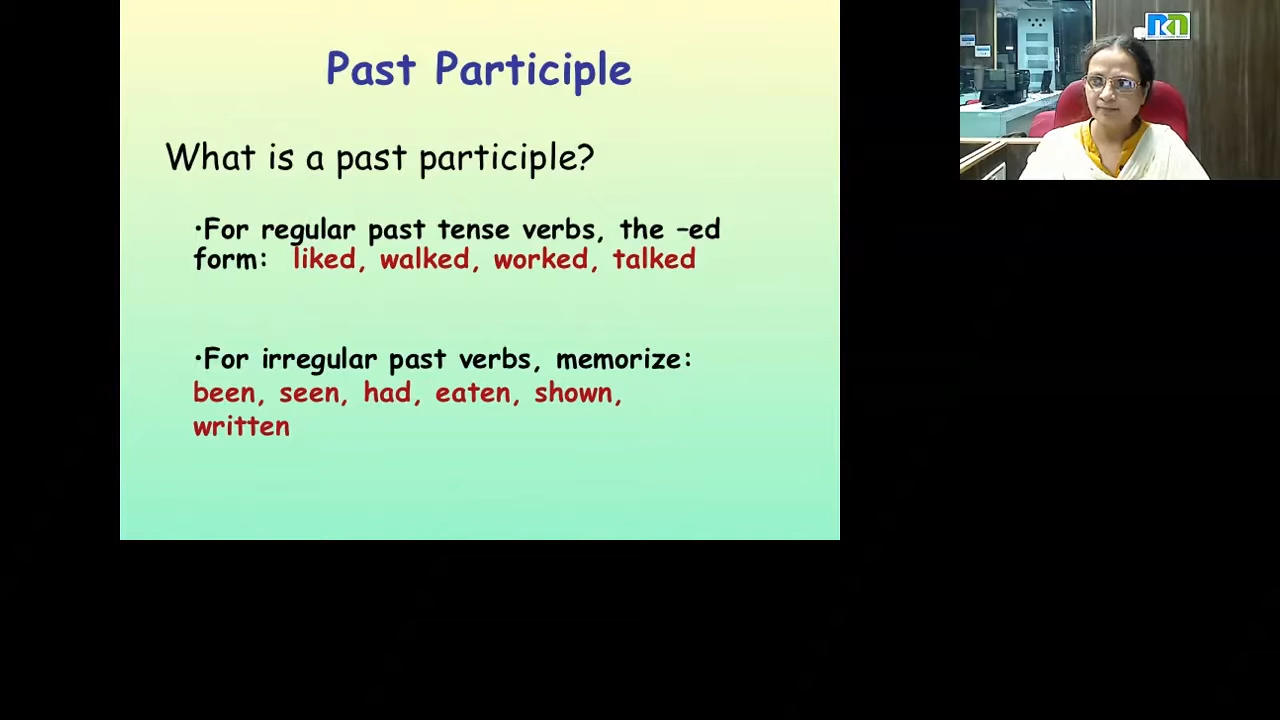 Past Participle
What is a past participle?
•For regular past tense verbs, the –ed
form: liked, walked, worked, talked
•For irregular past verbs, memorize:
been, seen, had, eaten, shown,
written